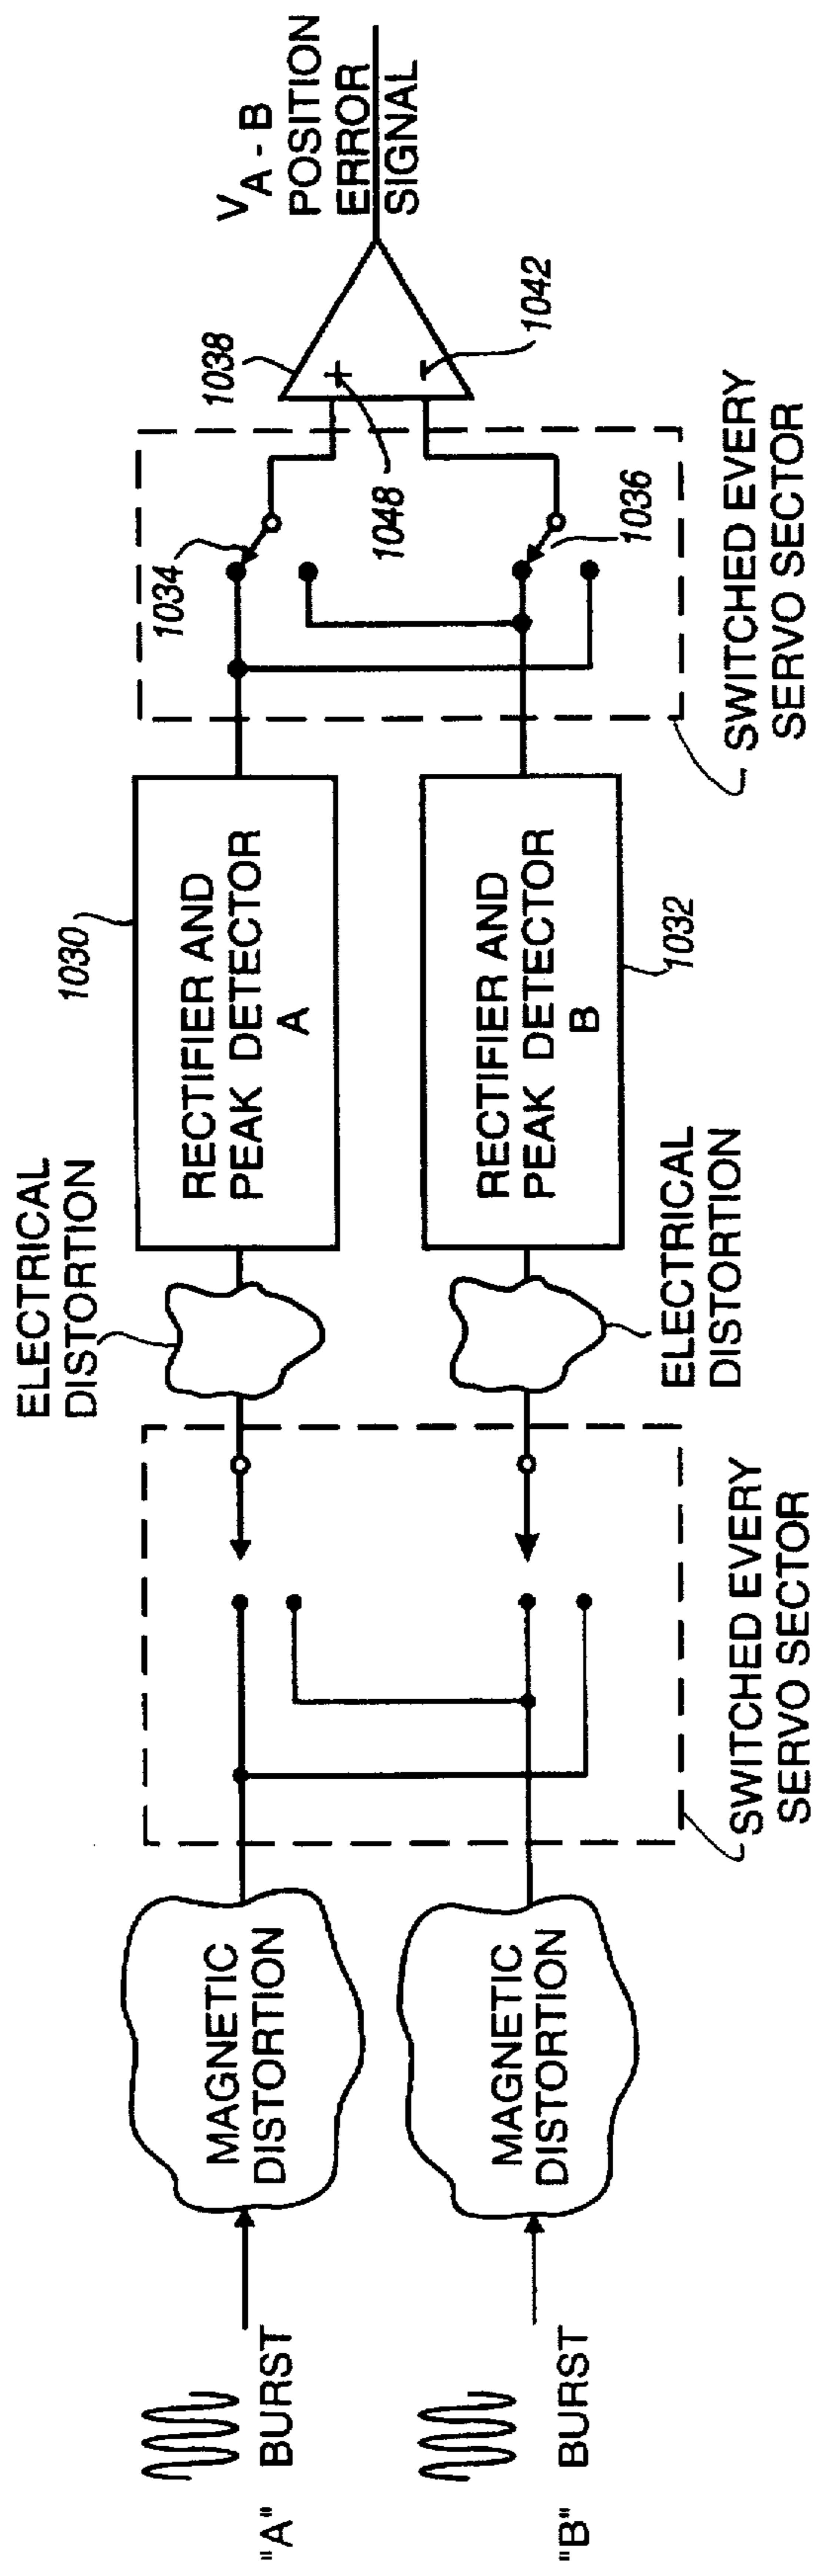 "A" BURST
"B" BURST
MAGNETIC
DISTORTION
MAGNETIC
DISTORTION
SWITCHED EVERY
SERVO SECTOR
ELECTRICAL
DISTORTION
ELECTRICAL
DISTORTION
1030
RECTIFIER AND
PEAK DETECTOR
A
RECTIFIER AND
PEAK DETECTOR
B
1032
1034
1036
SWITCHED EVERY
SERVO SECTOR
1048
1038
+
-
1042
VA - B
POSITION
ERROR
SIGNAL